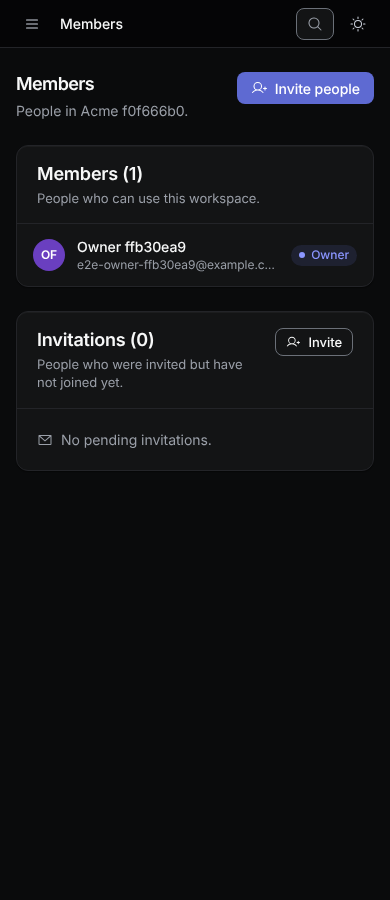 Members
Members
Invite people
People in Acme f0f666b0.
Members (1)
People who can use this workspace.
OF
Owner ffb30ea9
e2e-owner-ffb30ea9@example.c...
Owner
Invitations (0)
Invite
People who were invited but have
not joined yet.
No pending invitations.